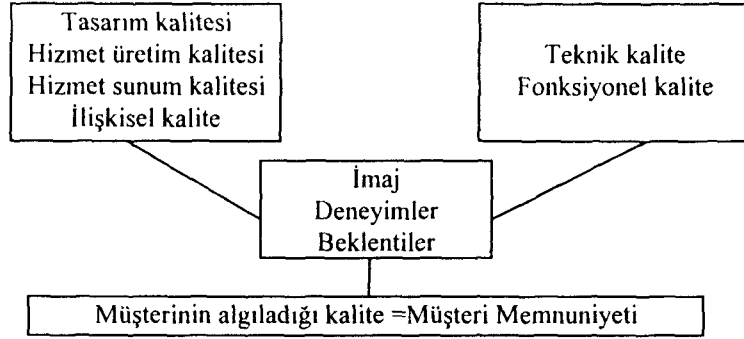 Tasarım kalitesi
Hizmet üretim kalitesi
Hizmet sunum kalitesi
İlişkisel kalite
Teknik kalite
Fonksiyonel kalite
İmaj
Deneyimler
Beklentiler
Müşterinin algıladığı kalite =Müşteri Memnuniyeti